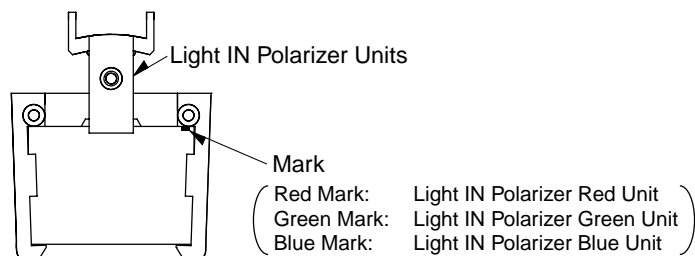 Light IN Polarizer Units
Mark
Red Mark: Light IN Polarizer Red Unit
Green Mark: Light IN Polarizer Green Unit
Blue Mark: Light IN Polarizer Blue Unit